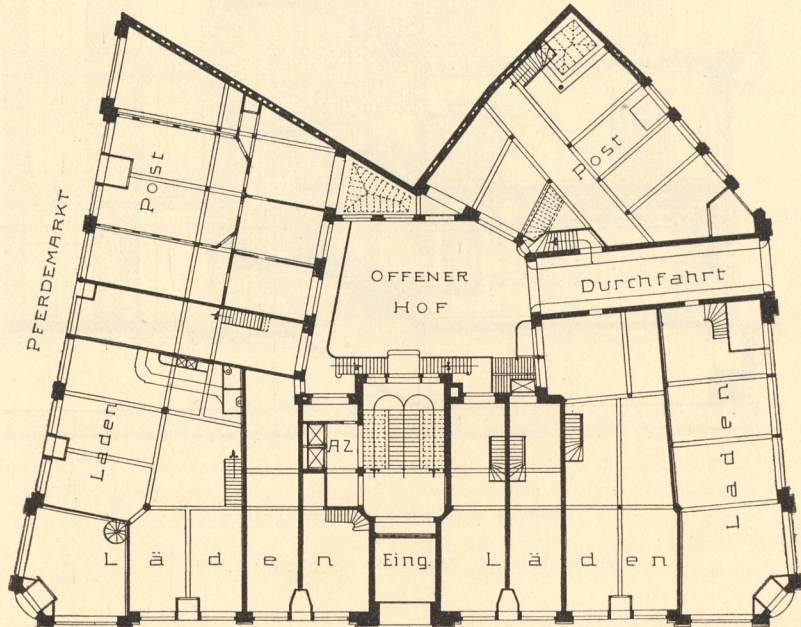 Post
Post
PFERDEMARKT
OFFENER
HOF
Durchfahrt
Laden
AZ
Laden
Läden
Eing.
Läden